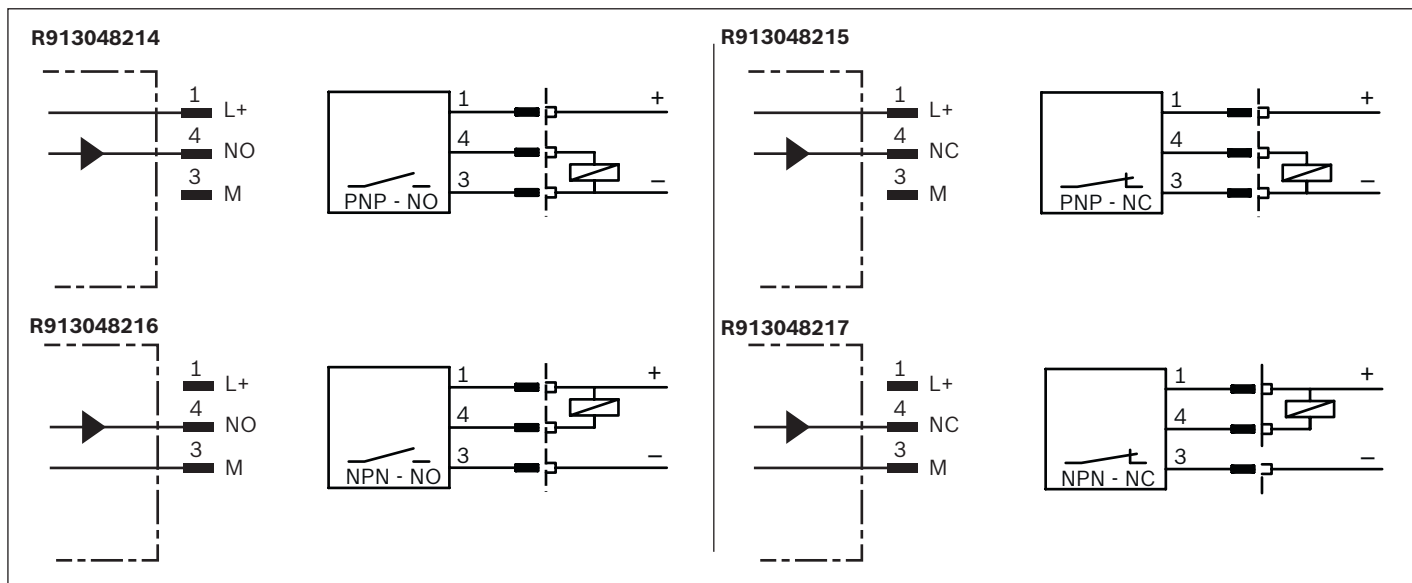 R913048214
1
L+
4
NO
3
M
1
+
4
3
−
PNP - NO
R913048215
1
L+
4
NC
3
M
1
+
4
3
−
PNP - NC
R913048216
1
L+
4
NO
3
M
1
+
4
3
−
NPN - NO
R913048217
1
L+
4
NC
3
M
1
+
4
3
−
NPN - NC